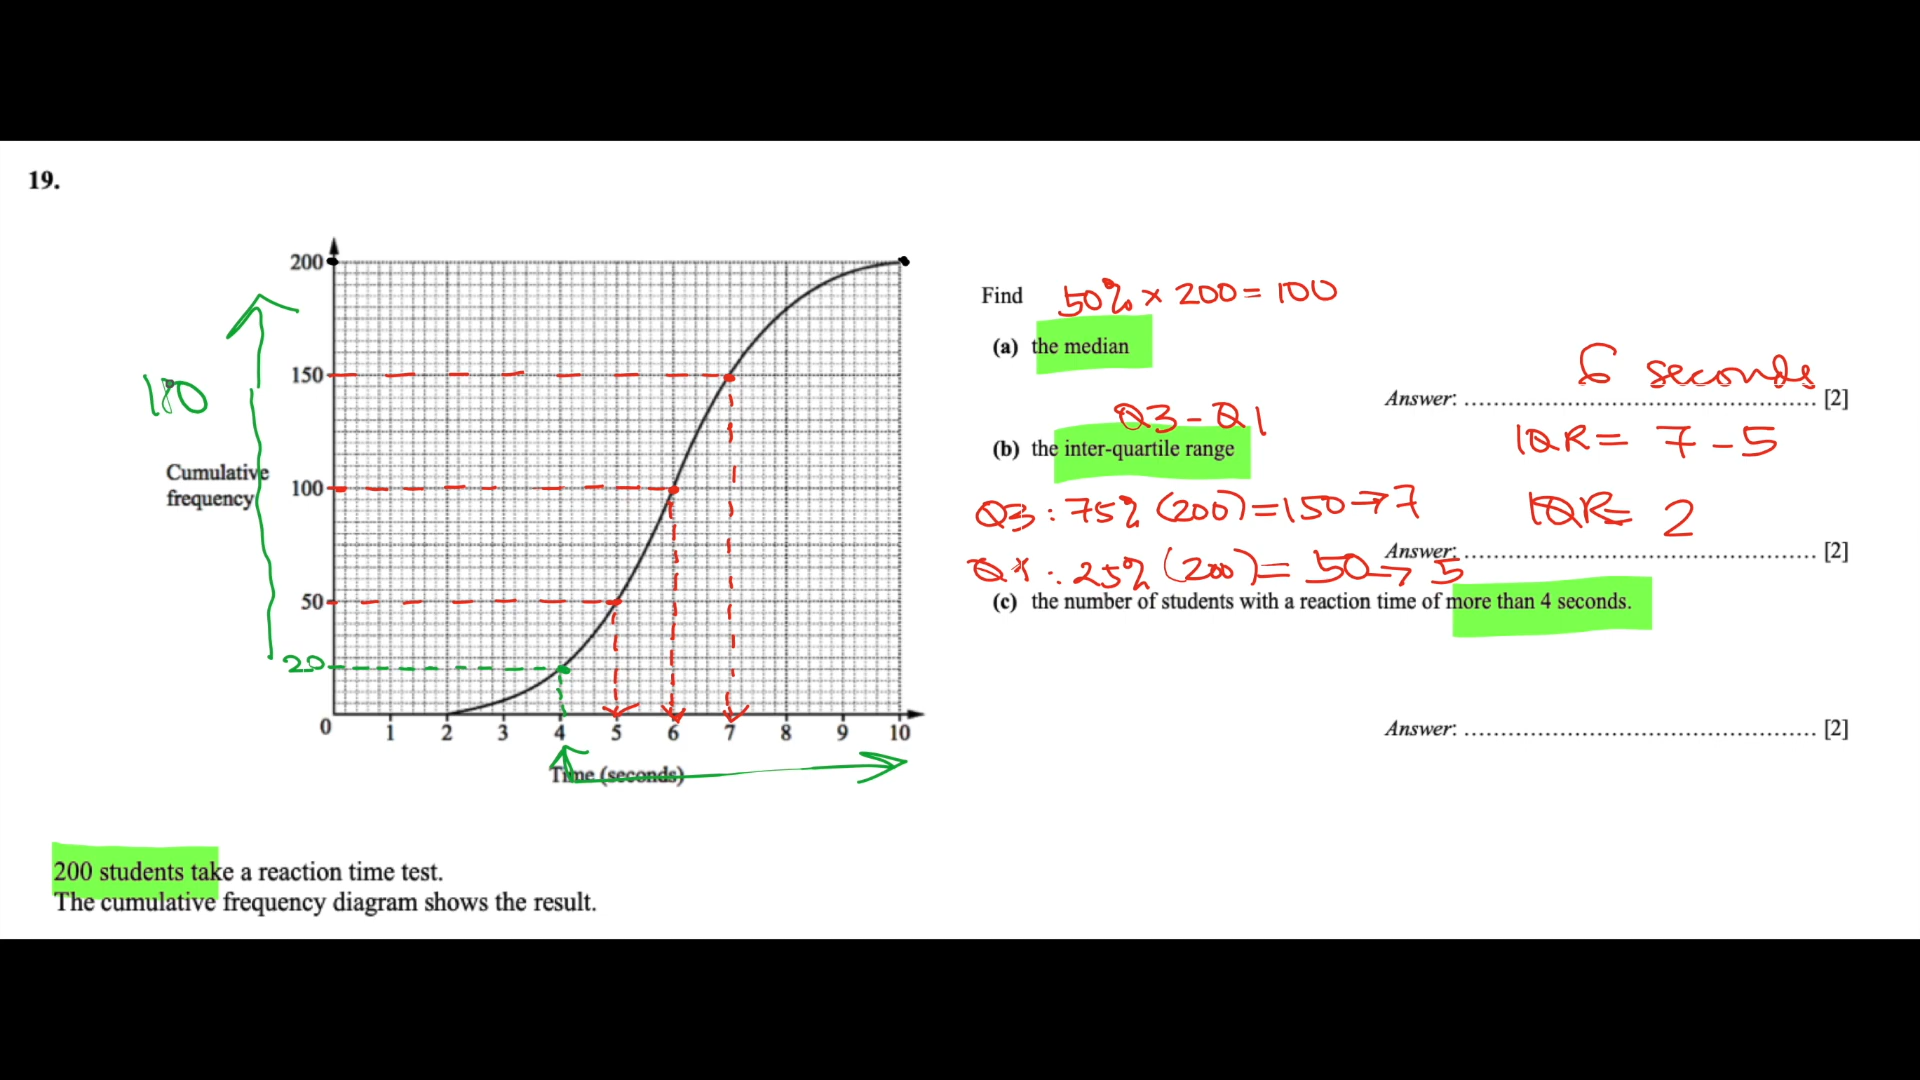 19.
200
150
180
Cumulative
frequency
100
50
20
0 1 2 3 4 5 6 7 8 9 10
Time (seconds)
200 students take a reaction time test.
The cumulative frequency diagram shows the result.
Find 50% × 200 = 100
(a) the median
6 seconds
Answer: ................................................ [2]
Q3 - Q1
(b) the inter-quartile range
IQR = 7 - 5
Q3 : 75% (200) = 150 → 7
IQR = 2
Answer: ................................................ [2]
Q1 : 25% (200) = 50 → 5
(c) the number of students with a reaction time of more than 4 seconds.
Answer: ................................................ [2]